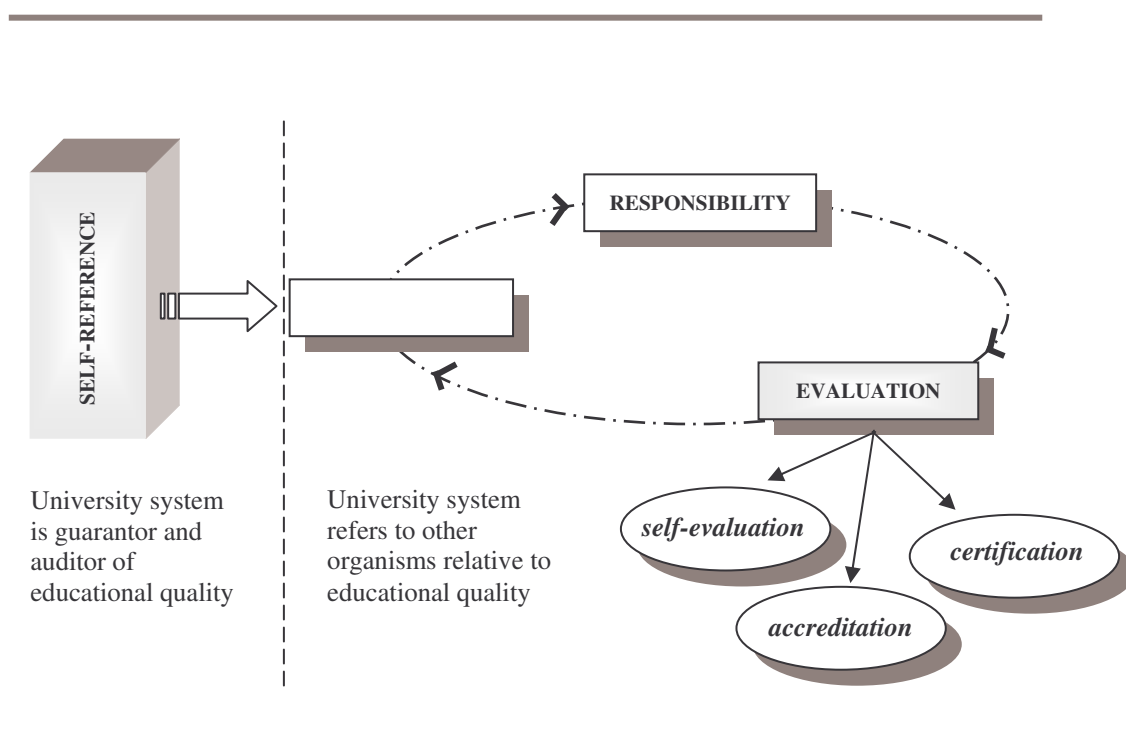 RESPONSIBILITY
SELF-REFERENCE
EVALUATION
University system
is guarantor and
auditor of
educational quality
University system
refers to other
organisms relative to
educational quality
self-evaluation
certification
accreditation